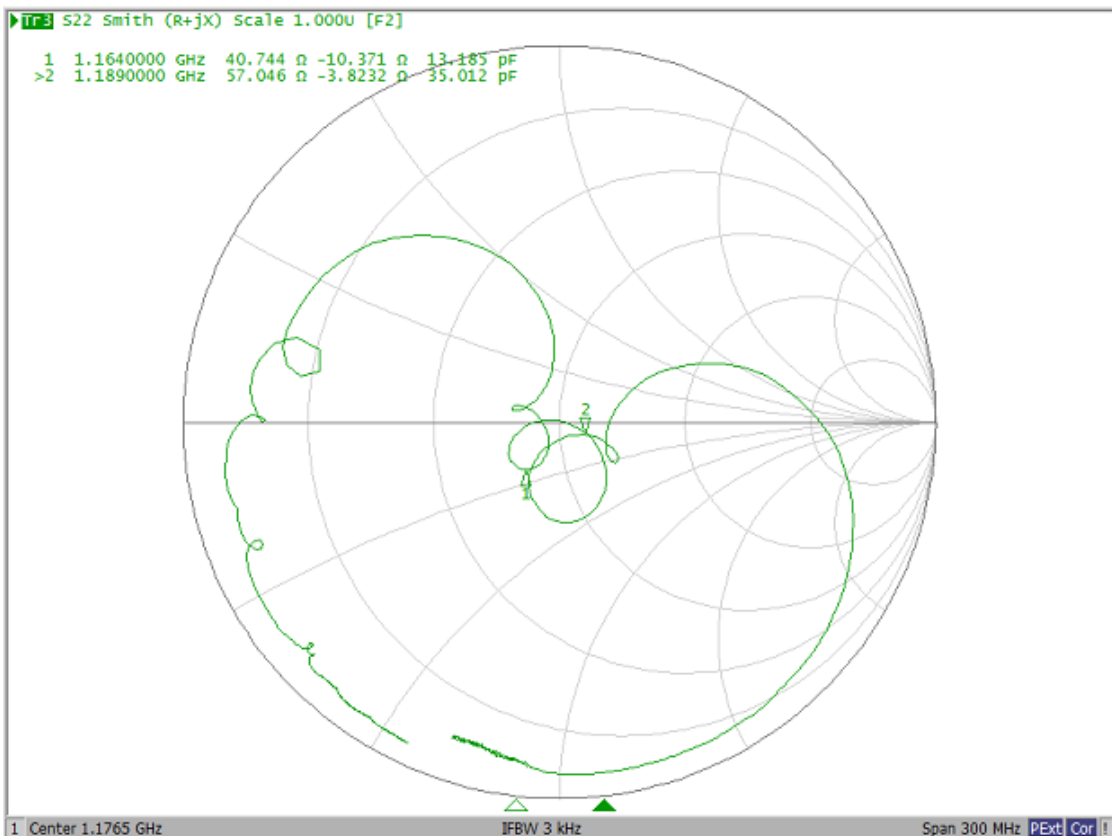 Tr3 S22 Smith (R+jX) Scale 1.000U [F2]
1 1.1640000 GHz 40.744 Ω -10.371 Ω 13.185 pF
>2 1.1890000 GHz 57.046 Ω -3.8232 Ω 35.012 pF
2
1
1 Center 1.1765 GHz IFBW 3 kHz Span 300 MHz PExt Cor !